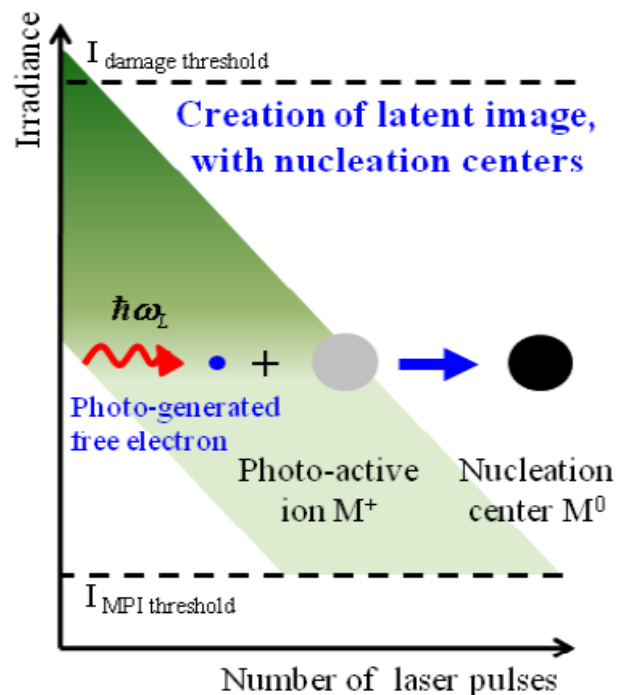 Irradiance
I damage threshold
Creation of latent image,
with nucleation centers
ℏω_L
+
Photo-generated
free electron
Photo-active
ion M⁺
Nucleation
center M⁰
I MPI threshold
Number of laser pulses